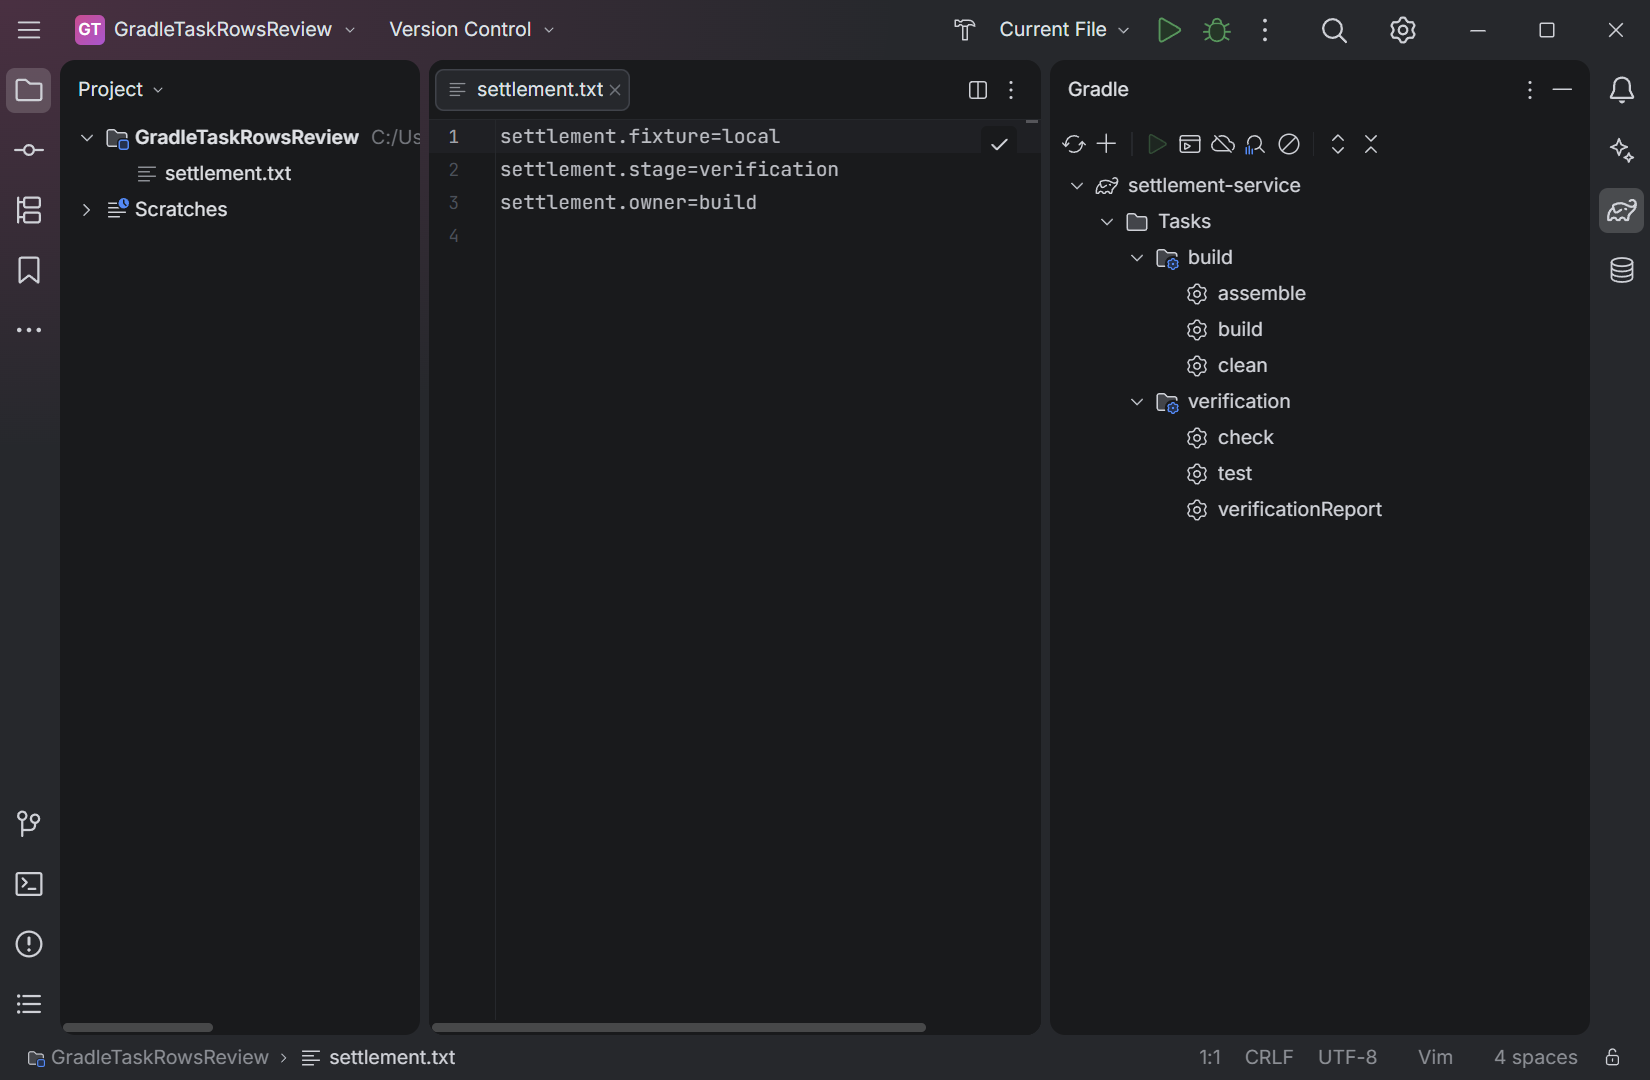 GT GradleTaskRowsReview Version Control Current File
Project
GradleTaskRowsReview C:/Us
settlement.txt
Scratches
settlement.txt
1 settlement.fixture=local
2 settlement.stage=verification
3 settlement.owner=build
4
Gradle
settlement-service
Tasks
build
assemble
build
clean
verification
check
test
verificationReport
GradleTaskRowsReview settlement.txt 1:1 CRLF UTF-8 Vim 4 spaces